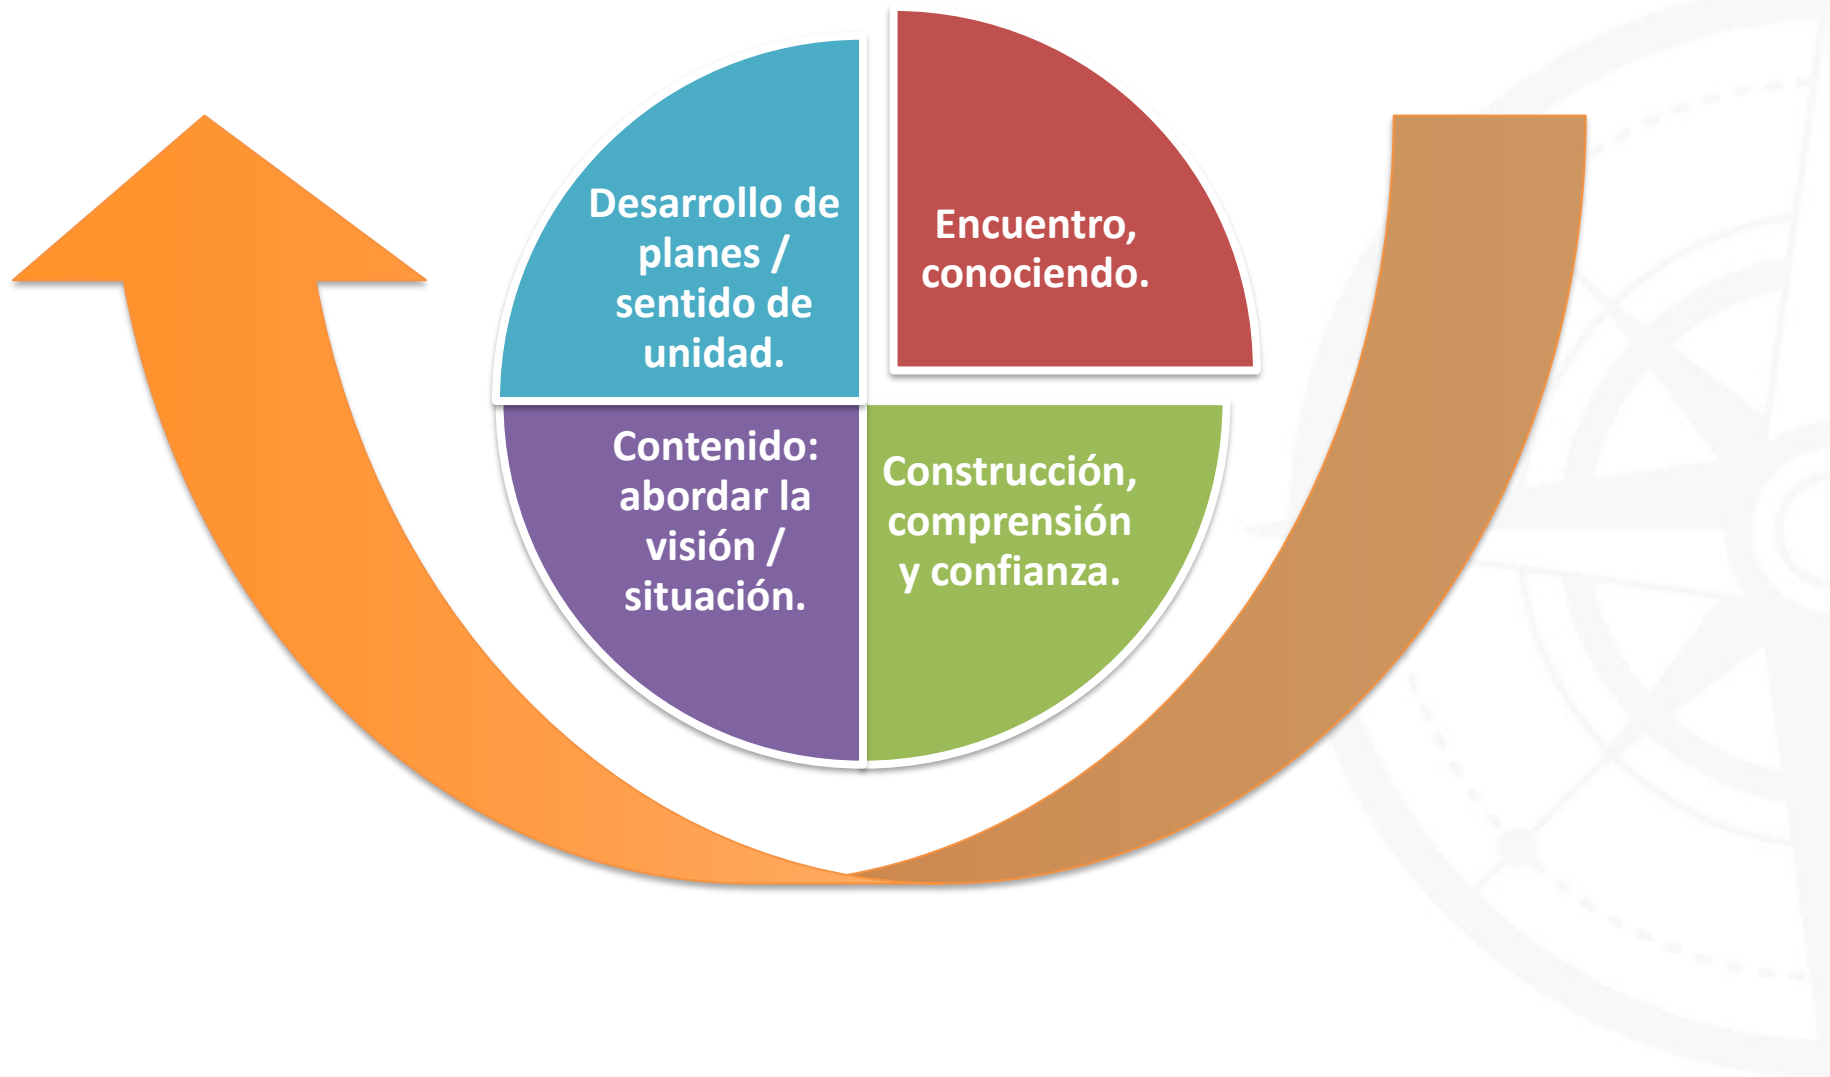 Desarrollo de
planes /
sentido de
unidad.
Encuentro,
conociendo.
Contenido:
abordar la
visión /
situación.
Construcción,
comprensión
y confianza.